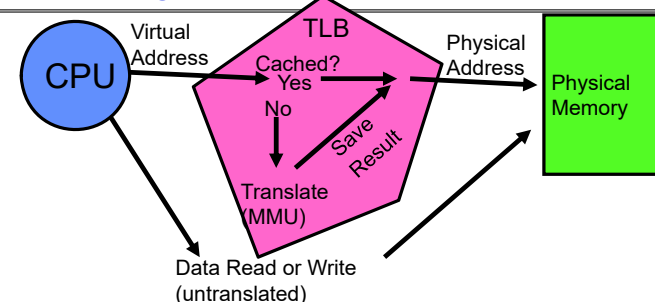 TLB
Virtual
Address
CPU
Cached?
Yes
No
Save
Result
Translate
(MMU)
Physical
Address
Physical
Memory
Data Read or Write
(untranslated)